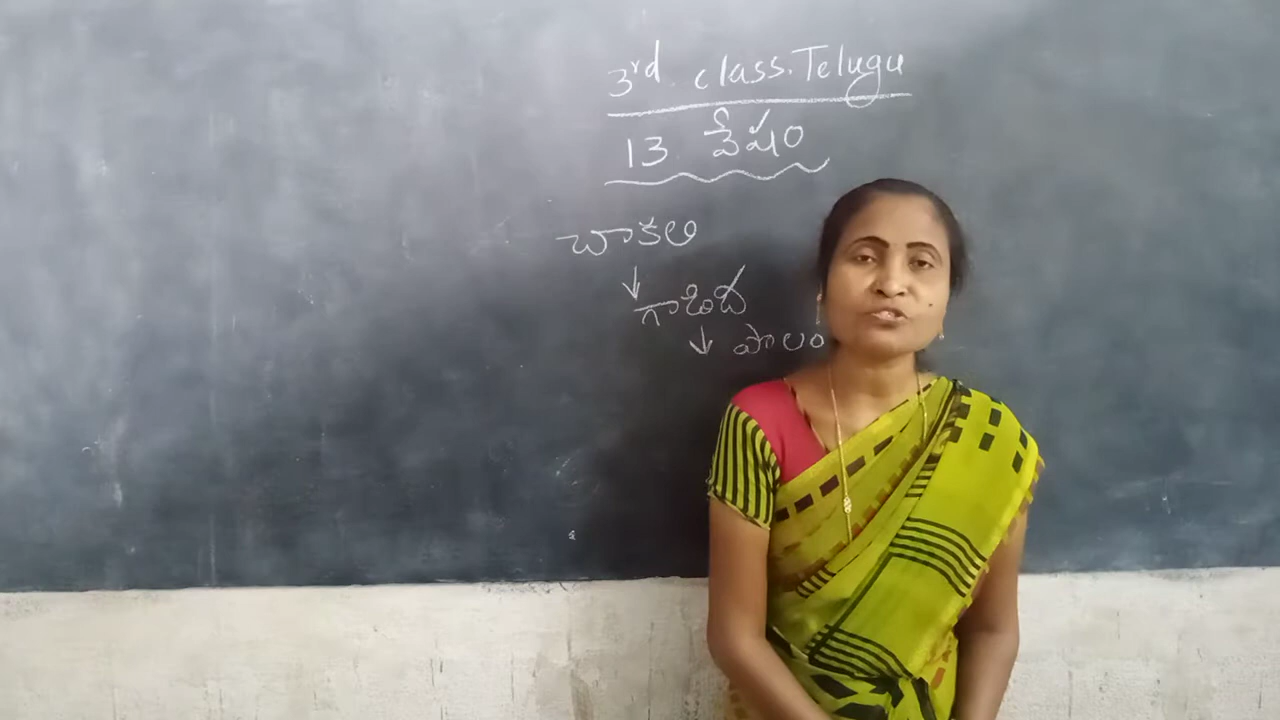 3rd class. Telugu
13 వేషం
చాకలి
↓ గాడిద
↓ పొలం